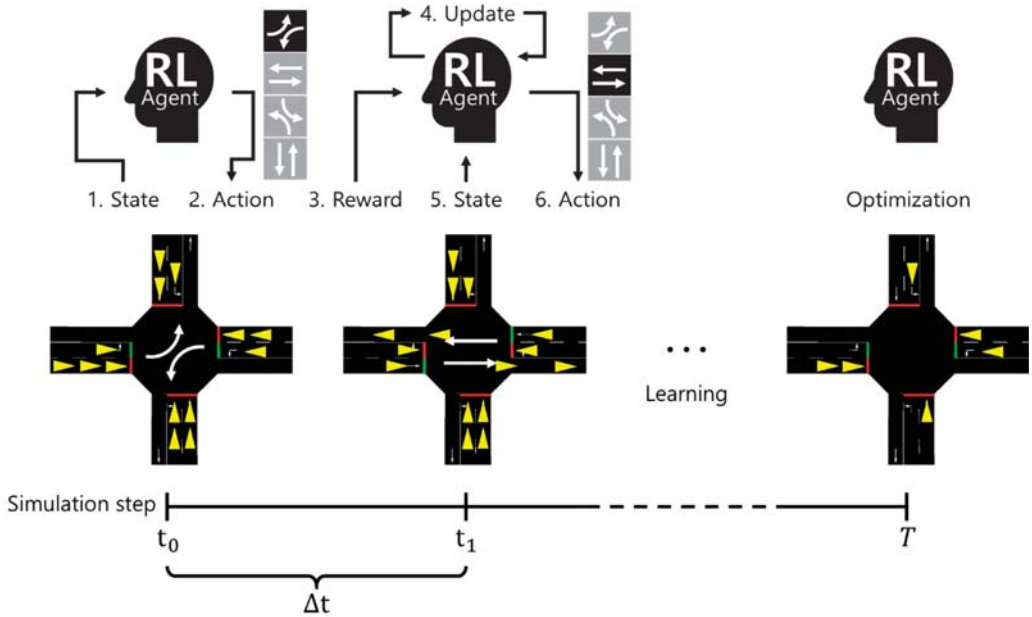 RL
Agent
1. State
2. Action
4. Update
RL
Agent
3. Reward
5. State
6. Action
RL
Agent
Optimization
...
Learning
Simulation step
t₀
t₁
T
Δt